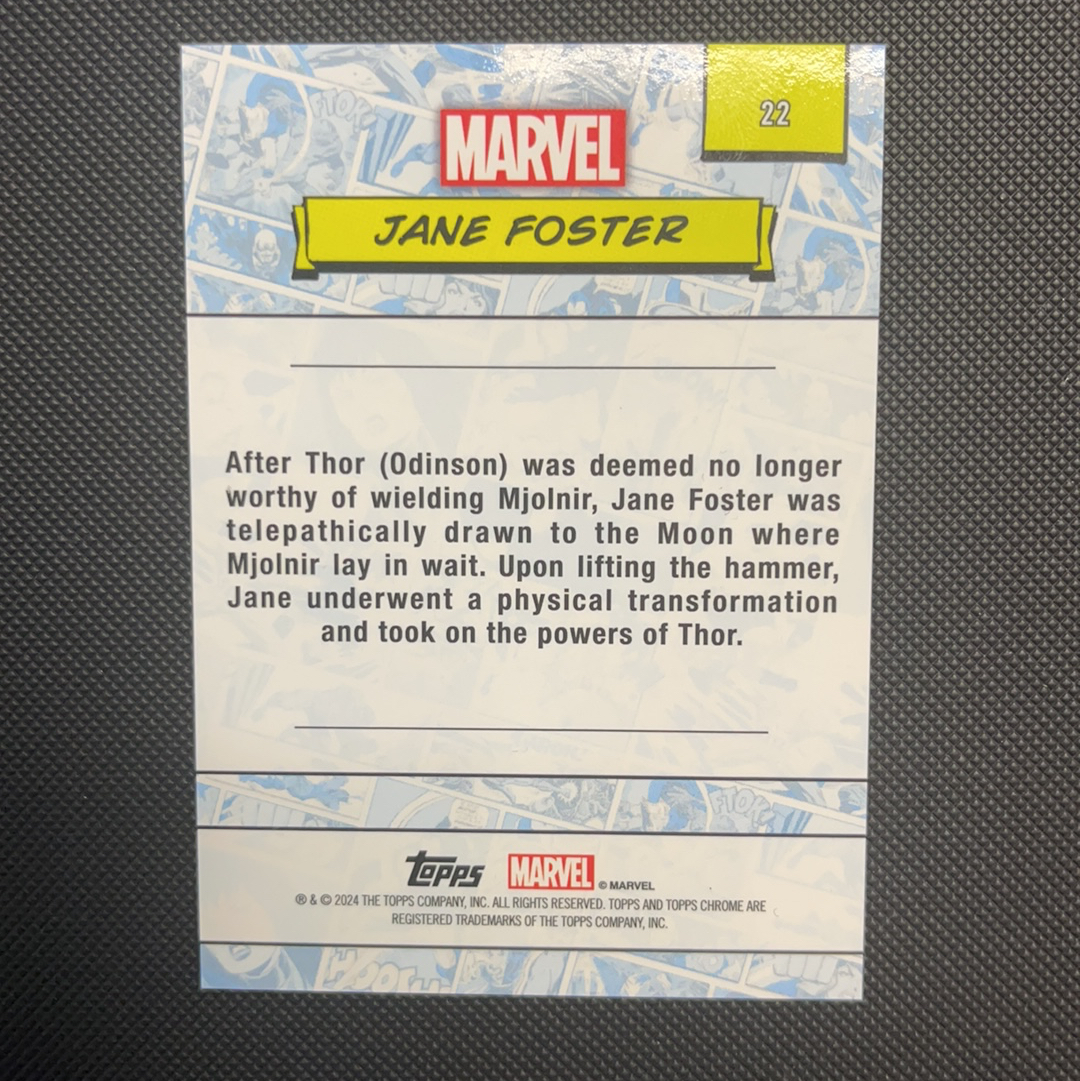 22
MARVEL
JANE FOSTER
After Thor (Odinson) was deemed no longer
worthy of wielding Mjolnir, Jane Foster was
telepathically drawn to the Moon where
Mjolnir lay in wait. Upon lifting the hammer,
Jane underwent a physical transformation
and took on the powers of Thor.
FTOK
topps MARVEL © MARVEL
® & © 2024 THE TOPPS COMPANY, INC. ALL RIGHTS RESERVED. TOPPS AND TOPPS CHROME ARE
REGISTERED TRADEMARKS OF THE TOPPS COMPANY, INC.